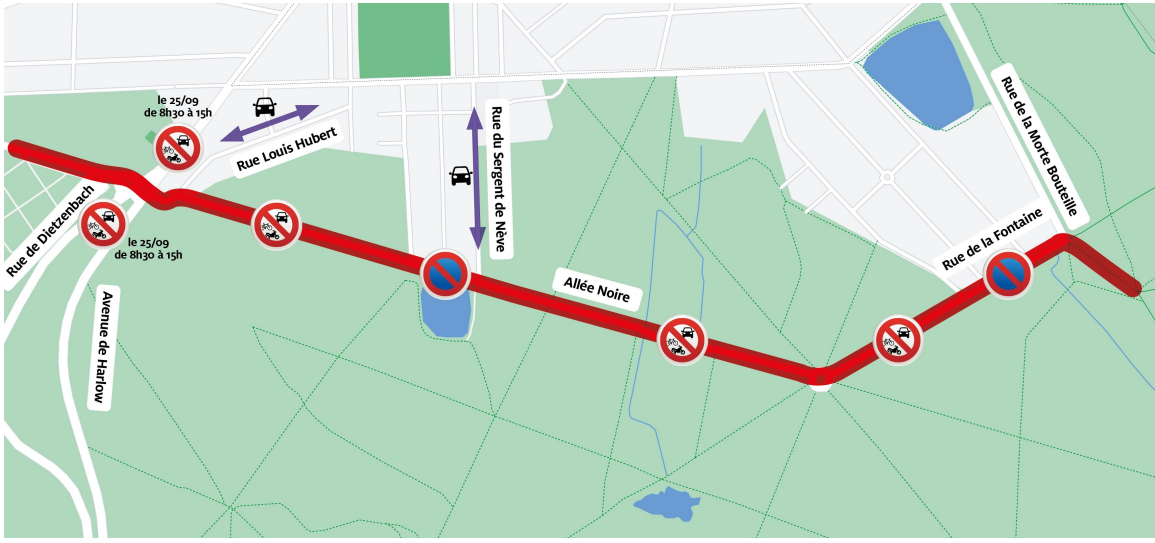 le 25/09
de 8h30 à 15h
Rue Louis Hubert
Rue du Sergent de Nève
Rue de la Morte Bouteille
Rue de Dietzenbach
le 25/09
de 8h30 à 15h
Rue de la Fontaine
Allée Noire
Avenue de Harlow